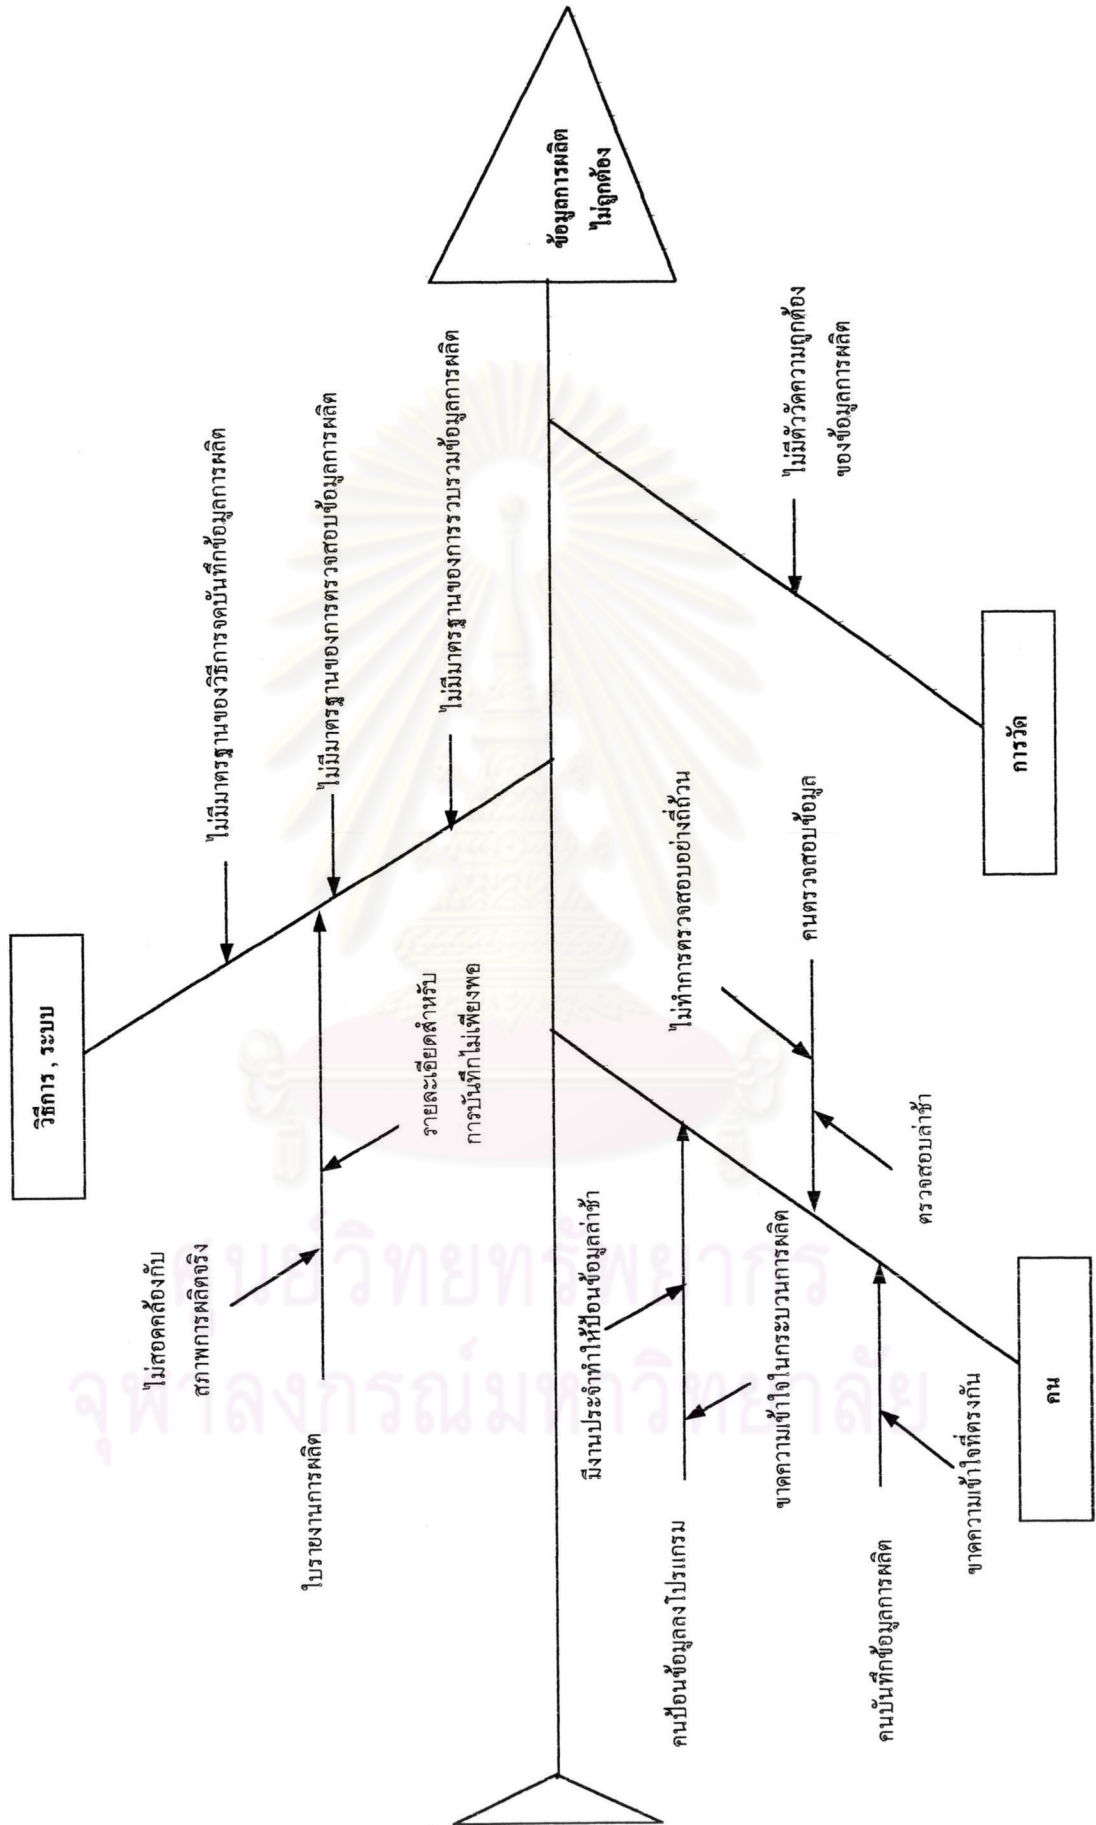 วิธีการ , ระบบ
ไม่มีมาตรฐานของวิธีการจดบันทึกข้อมูลการผลิต
ไม่มีมาตรฐานของการตรวจสอบข้อมูลการผลิต
ไม่มีมาตรฐานของการรวบรวมข้อมูลการผลิต
ไม่สอดคล้องกับ
สภาพการผลิตจริง
ใบรายงานการผลิต
รายละเอียดสำหรับ
การบันทึกไม่เพียงพอ
ข้อมูลการผลิต
ไม่ถูกต้อง
มีงานประจำทำให้ป้อนข้อมูลล่าช้า
คนป้อนข้อมูลลงโปรแกรม
ขาดความเข้าใจในกระบวนการผลิต
ไม่ทำการตรวจสอบอย่างถี่ถ้วน
คนตรวจสอบข้อมูล
ตรวจสอบล่าช้า
คนบันทึกข้อมูลการผลิต
ขาดความเข้าใจที่ตรงกัน
คน
ไม่มีตัววัดความถูกต้อง
ของข้อมูลการผลิต
การวัด
ศูนย์วิทยทรัพยากร
จุฬาลงกรณ์มหาวิทยาลัย